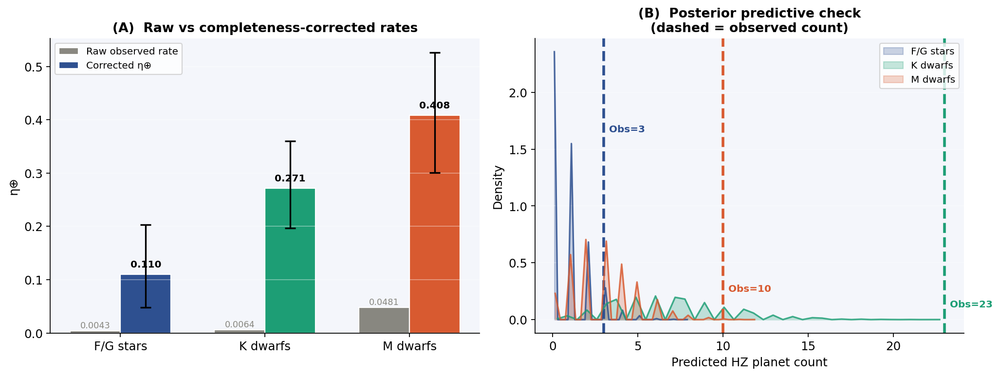 (A)  Raw vs completeness-corrected rates
Raw observed rate
Corrected η⊕
η⊕
0.5
0.4
0.3
0.2
0.1
0.0
0.0043
0.110
0.0064
0.271
0.0481
0.408
F/G stars
K dwarfs
M dwarfs
(B)  Posterior predictive check
(dashed = observed count)
F/G stars
K dwarfs
M dwarfs
Density
2.0
1.5
1.0
0.5
0.0
Obs=3
Obs=10
Obs=23
0
5
10
15
20
Predicted HZ planet count